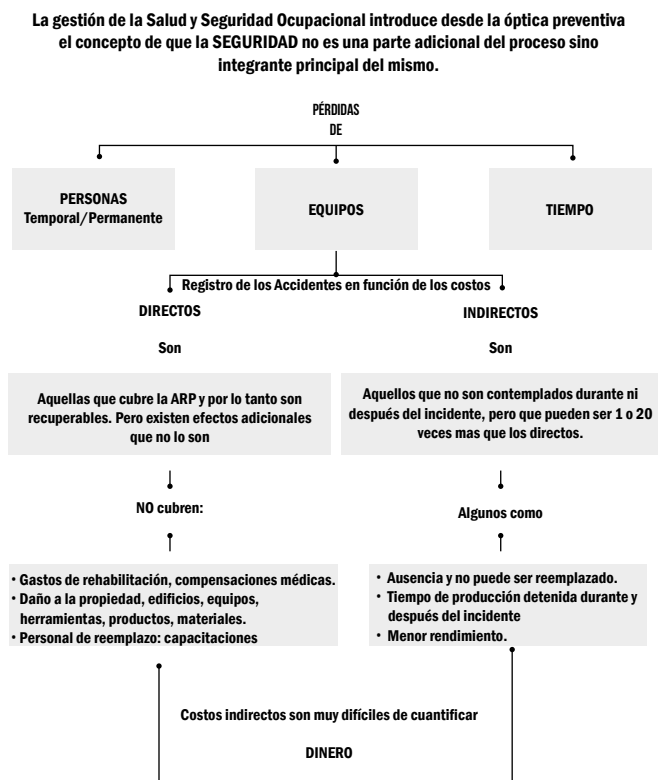 La gestión de la Salud y Seguridad Ocupacional introduce desde la óptica preventiva
el concepto de que la SEGURIDAD no es una parte adicional del proceso sino
integrante principal del mismo.
PÉRDIDAS
DE
PERSONAS
Temporal/Permanente
EQUIPOS
TIEMPO
Registro de los Accidentes en función de los costos
DIRECTOS
INDIRECTOS
Son
Son
Aquellas que cubre la ARP y por lo tanto son
recuperables. Pero existen efectos adicionales
que no lo son
Aquellos que no son contemplados durante ni
después del incidente, pero que pueden ser 1 o 20
veces mas que los directos.
NO cubren:
Algunos como
• Gastos de rehabilitación, compensaciones médicas.
• Daño a la propiedad, edificios, equipos,
herramientas, productos, materiales.
• Personal de reemplazo: capacitaciones
• Ausencia y no puede ser reemplazado.
• Tiempo de producción detenida durante y
después del incidente
• Menor rendimiento.
Costos indirectos son muy difíciles de cuantificar
DINERO